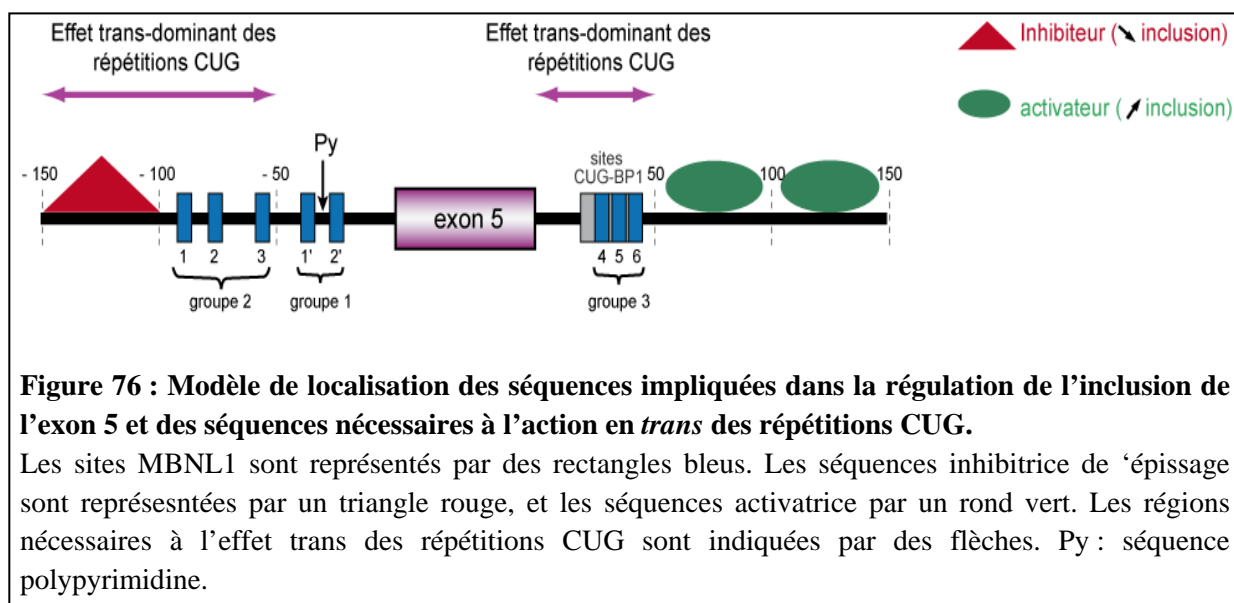 Effet trans-dominant des
répétitions CUG
Effet trans-dominant des
répétitions CUG
Inhibiteur (➘ inclusion)
activateur (➚ inclusion)
- 150
- 100
- 50
Py
sites
CUG-BP1
50
100
150
exon 5
1 2 3 1' 2' 4 5 6
groupe 2
groupe 1
groupe 3
Figure 76 : Modèle de localisation des séquences impliquées dans la régulation de l’inclusion de
l’exon 5 et des séquences nécessaires à l’action en trans des répétitions CUG.
Les sites MBNL1 sont représentés par des rectangles bleus. Les séquences inhibitrice de ‘épissage
sont représesntées par un triangle rouge, et les séquences activatrice par un rond vert. Les régions
nécessaires à l’effet trans des répétitions CUG sont indiquées par des flèches. Py : séquence
polypyrimidine.